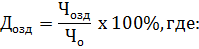 Дозд = Чозд / Чо х 100%, где: